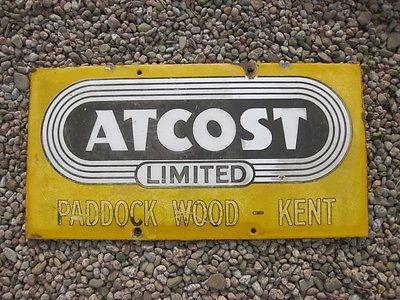 ATCOST
LIMITED
PADDOCK WOOD - KENT